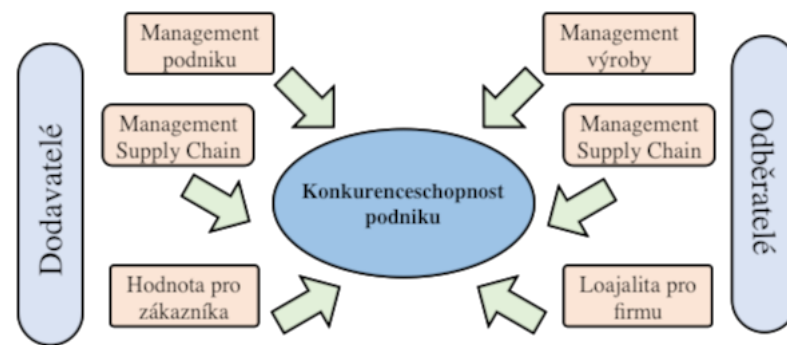 Management
podniku
Management
výroby
Dodavatelé
Management
Supply Chain
Konkurenceschopnost
podniku
Management
Supply Chain
Odběratelé
Hodnota pro
zákazníka
Loajalita pro
firmu